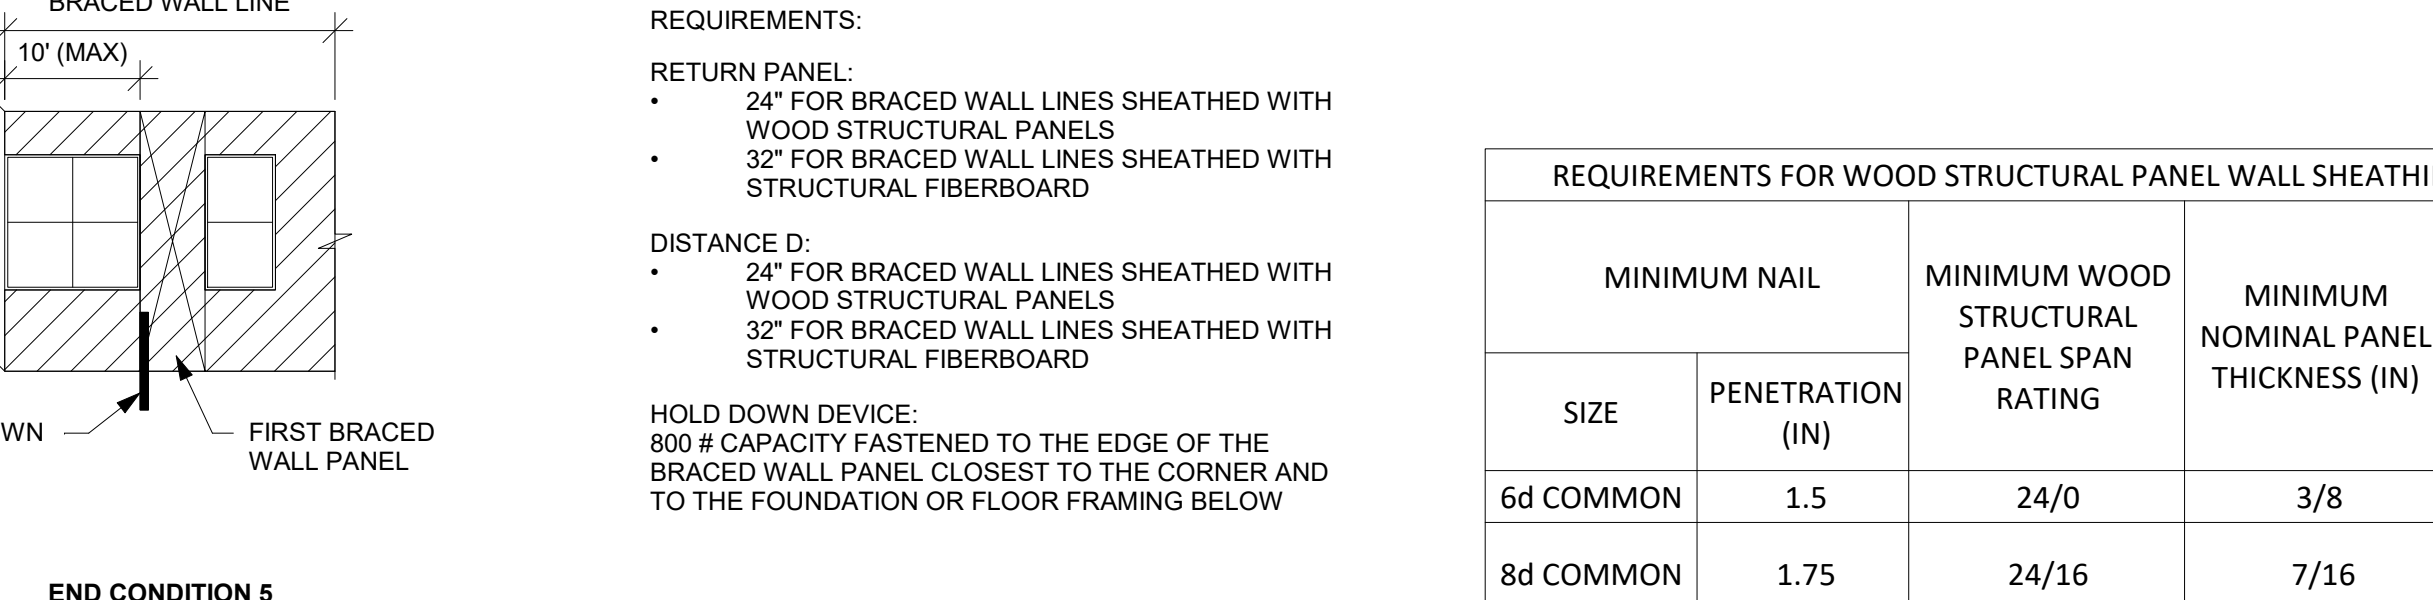 BRACED WALL LINE
10' (MAX)
WN
FIRST BRACED
WALL PANEL
END CONDITION 5
REQUIREMENTS:
RETURN PANEL:
• 24" FOR BRACED WALL LINES SHEATHED WITH
WOOD STRUCTURAL PANELS
• 32" FOR BRACED WALL LINES SHEATHED WITH
STRUCTURAL FIBERBOARD
DISTANCE D:
• 24" FOR BRACED WALL LINES SHEATHED WITH
WOOD STRUCTURAL PANELS
• 32" FOR BRACED WALL LINES SHEATHED WITH
STRUCTURAL FIBERBOARD
HOLD DOWN DEVICE:
800 # CAPACITY FASTENED TO THE EDGE OF THE
BRACED WALL PANEL CLOSEST TO THE CORNER AND
TO THE FOUNDATION OR FLOOR FRAMING BELOW
REQUIREMENTS FOR WOOD STRUCTURAL PANEL WALL SHEATHI
MINIMUM NAIL
MINIMUM WOOD
STRUCTURAL
PANEL SPAN
RATING
MINIMUM
NOMINAL PANEL
THICKNESS (IN)
SIZE
PENETRATION
(IN)
6d COMMON 1.5 24/0 3/8
8d COMMON 1.75 24/16 7/16